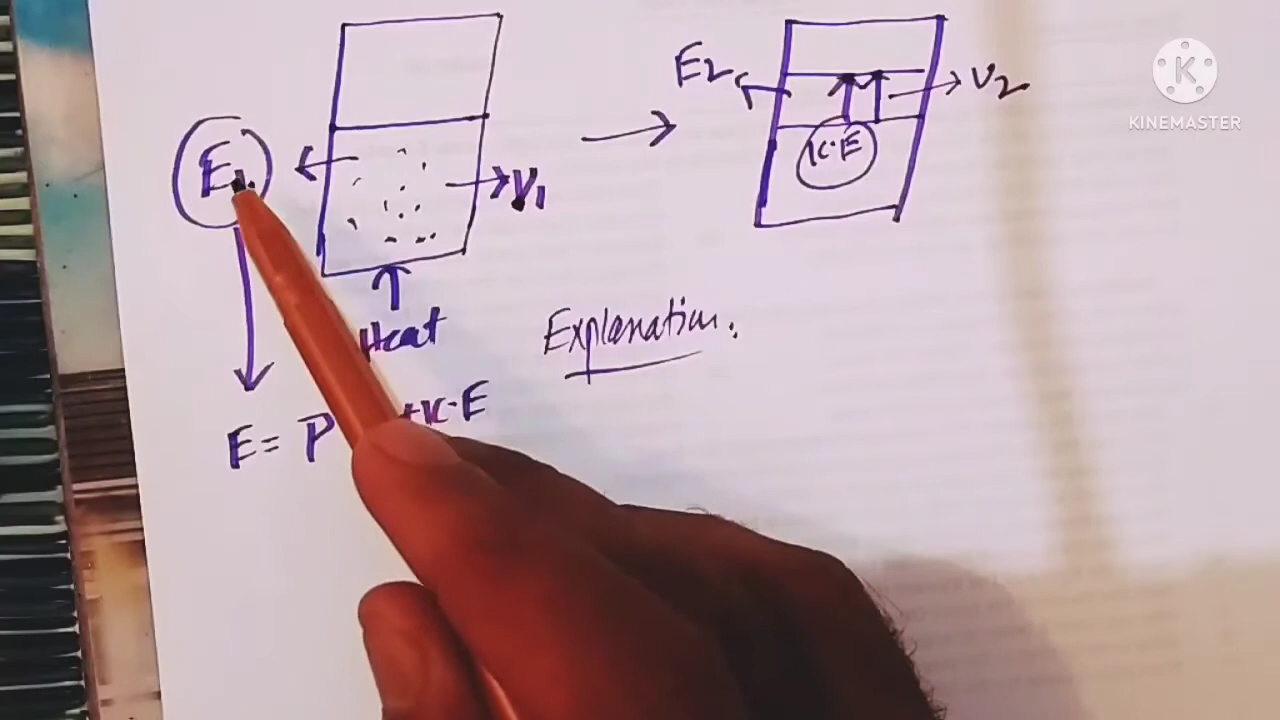 E₁
V₁
Heat
E₂
V₂
K·E
Explanation.
E = P +K·E
KINEMASTER